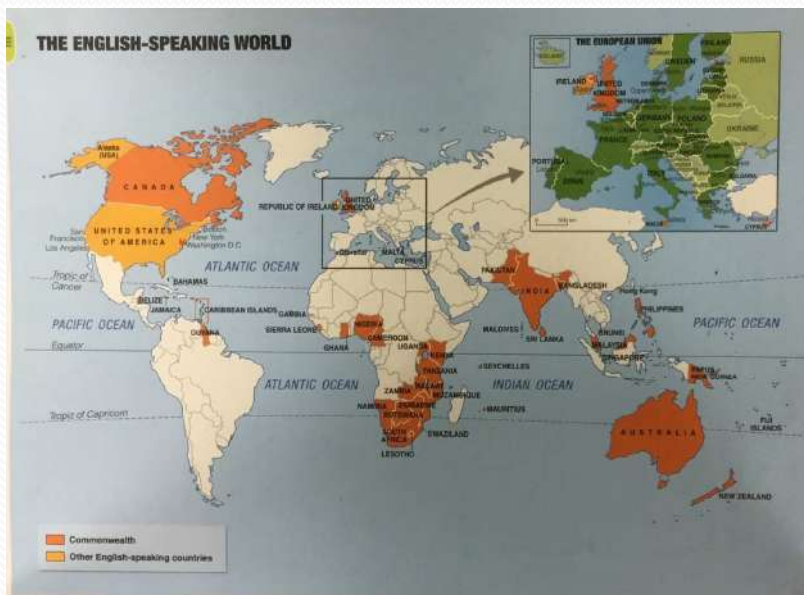 THE ENGLISH-SPEAKING WORLD
THE EUROPEAN UNION
ICELAND
FINLAND
SWEDEN
RUSSIA
IRELAND
UNITED
KINGDOM
GERMANY
POLAND
UKRAINE
FRANCE
PORTUGAL
SPAIN
ITALY
MALTA
CYPRUS
Alaska
(USA)
CANADA
UNITED STATES
OF AMERICA
San
Francisco
Los Angeles
Boston
New York
Washington D.C
REPUBLIC OF IRELAND
UNITED
KINGDOM
Gibraltar
MALTA
CYPRUS
ATLANTIC OCEAN
Tropic of
Cancer
BAHAMAS
BELIZE
JAMAICA
CARIBBEAN ISLANDS
GUYANA
PACIFIC OCEAN
Equator
GAMBIA
SIERRA LEONE
GHANA
NIGERIA
CAMEROON
UGANDA
KENYA
TANZANIA
MALAWI
ZAMBIA
MOZAMBIQUE
ZIMBABWE
NAMIBIA
BOTSWANA
SOUTH
AFRICA
SWAZILAND
LESOTHO
ATLANTIC OCEAN
Tropic of Capricorn
PAKISTAN
INDIA
BANGLADESH
Hong Kong
PHILIPPINES
MALDIVES
SRI LANKA
BRUNEI
MALAYSIA
SINGAPORE
SEYCHELLES
INDIAN OCEAN
MAURITIUS
PACIFIC OCEAN
PAPUA
NEW GUINEA
FIJI
ISLANDS
AUSTRALIA
NEW ZEALAND
Commonwealth
Other English-speaking countries